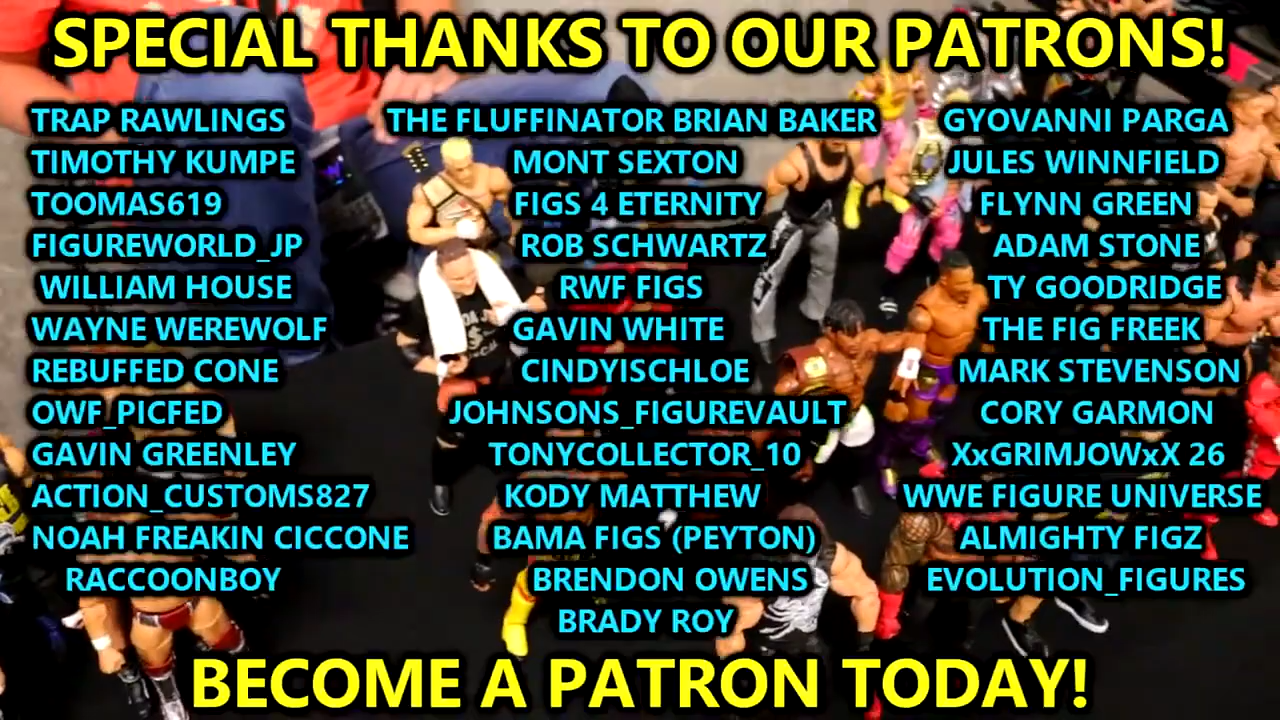 SPECIAL THANKS TO OUR PATRONS!
TRAP RAWLINGS
TIMOTHY KUMPE
TOOMAS619
FIGUREWORLD_JP
WILLIAM HOUSE
WAYNE WEREWOLF
REBUFFED CONE
OWF_PICFED
GAVIN GREENLEY
ACTION_CUSTOMS827
NOAH FREAKIN CICCONE
RACCOONBOY
THE FLUFFINATOR BRIAN BAKER
MONT SEXTON
FIGS 4 ETERNITY
ROB SCHWARTZ
RWF FIGS
GAVIN WHITE
CINDYISCHLOE
JOHNSONS_FIGUREVAULT
TONYCOLLECTOR_10
KODY MATTHEW
BAMA FIGS (PEYTON)
BRENDON OWENS
BRADY ROY
GYOVANNI PARGA
JULES WINNFIELD
FLYNN GREEN
ADAM STONE
TY GOODRIDGE
THE FIG FREEK
MARK STEVENSON
CORY GARMON
XxGRIMJOWxX 26
WWE FIGURE UNIVERSE
ALMIGHTY FIGZ
EVOLUTION_FIGURES
BECOME A PATRON TODAY!